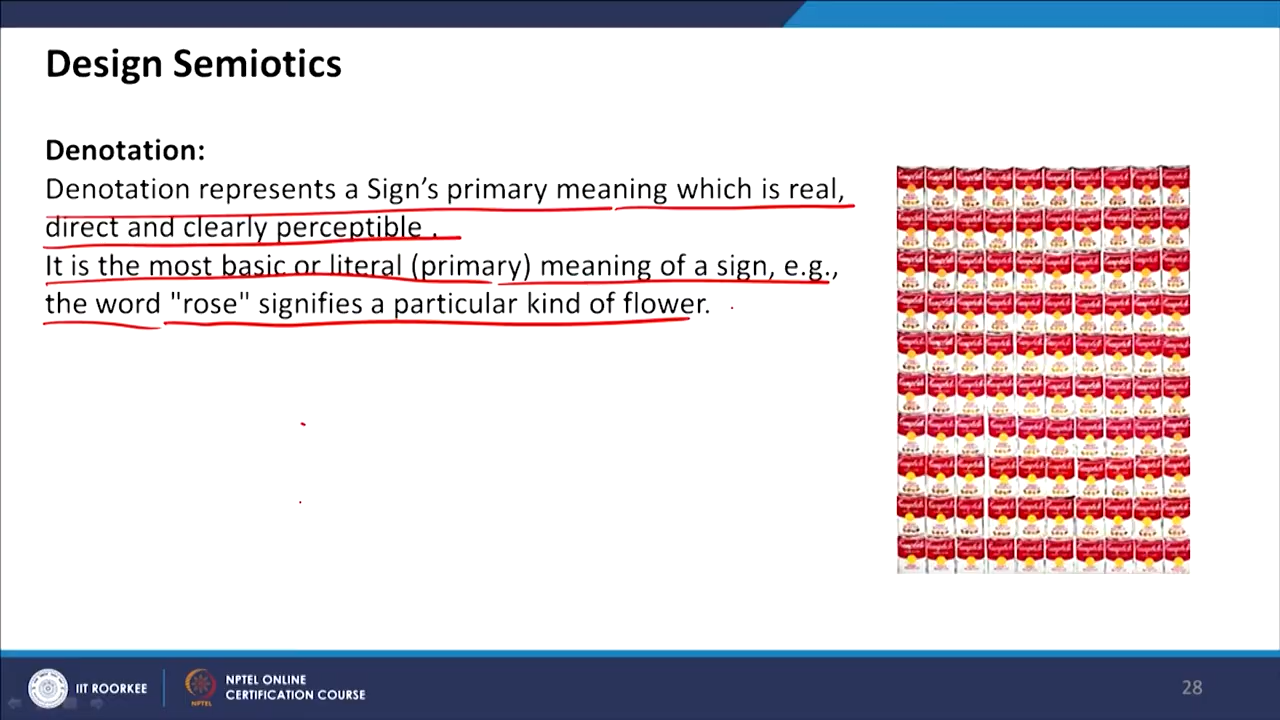 Design Semiotics
Denotation:
Denotation represents a Sign’s primary meaning which is real,
direct and clearly perceptible .
It is the most basic or literal (primary) meaning of a sign, e.g.,
the word "rose" signifies a particular kind of flower.
IIT ROORKEE
NPTEL
NPTEL ONLINE
CERTIFICATION COURSE
28